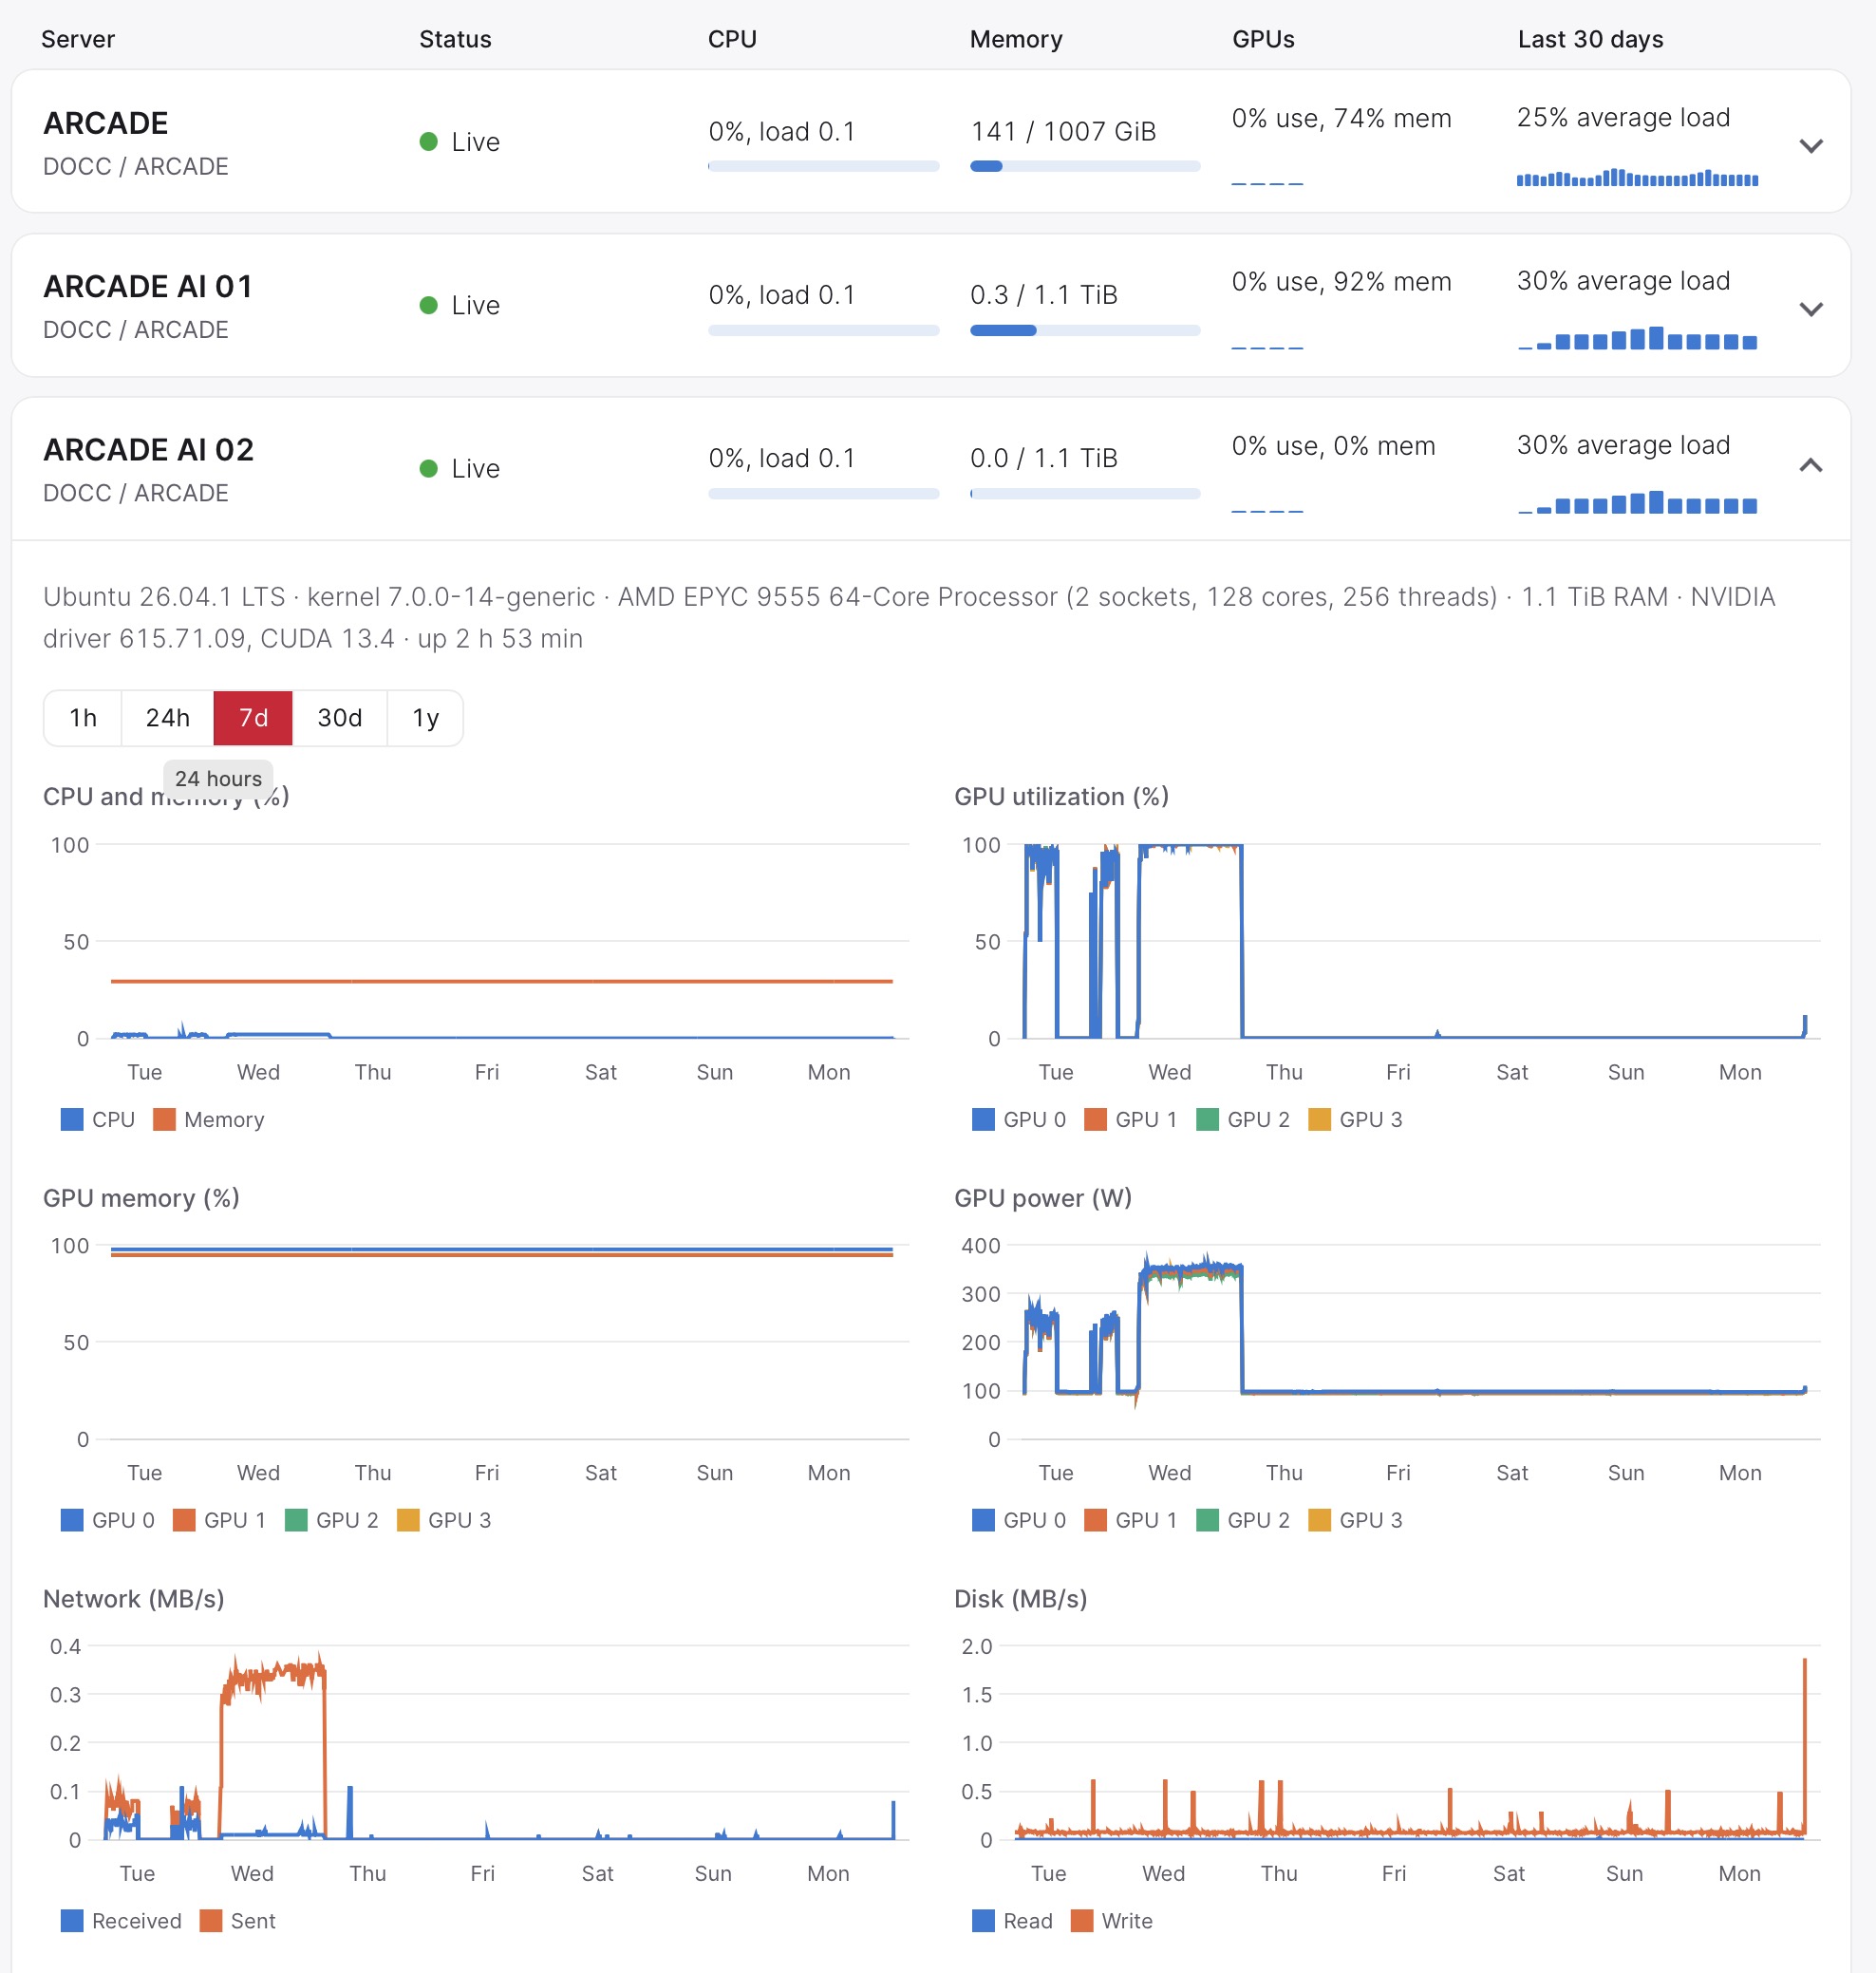 Server Status CPU Memory GPUs Last 30 days
ARCADE
DOCC / ARCADE
Live
0%, load 0.1
141 / 1007 GiB
0% use, 74% mem
25% average load
ARCADE AI 01
DOCC / ARCADE
Live
0%, load 0.1
0.3 / 1.1 TiB
0% use, 92% mem
30% average load
ARCADE AI 02
DOCC / ARCADE
Live
0%, load 0.1
0.0 / 1.1 TiB
0% use, 0% mem
30% average load
Ubuntu 26.04.1 LTS · kernel 7.0.0-14-generic · AMD EPYC 9555 64-Core Processor (2 sockets, 128 cores, 256 threads) · 1.1 TiB RAM · NVIDIA
driver 615.71.09, CUDA 13.4 · up 2 h 53 min
1h 24h 7d 30d 1y
24 hours
CPU and memory (%)
100
50
0
Tue Wed Thu Fri Sat Sun Mon
CPU Memory
GPU utilization (%)
100
50
0
Tue Wed Thu Fri Sat Sun Mon
GPU 0 GPU 1 GPU 2 GPU 3
GPU memory (%)
100
50
0
Tue Wed Thu Fri Sat Sun Mon
GPU 0 GPU 1 GPU 2 GPU 3
GPU power (W)
400
300
200
100
0
Tue Wed Thu Fri Sat Sun Mon
GPU 0 GPU 1 GPU 2 GPU 3
Network (MB/s)
0.4
0.3
0.2
0.1
0
Tue Wed Thu Fri Sat Sun Mon
Received Sent
Disk (MB/s)
2.0
1.5
1.0
0.5
0
Tue Wed Thu Fri Sat Sun Mon
Read Write